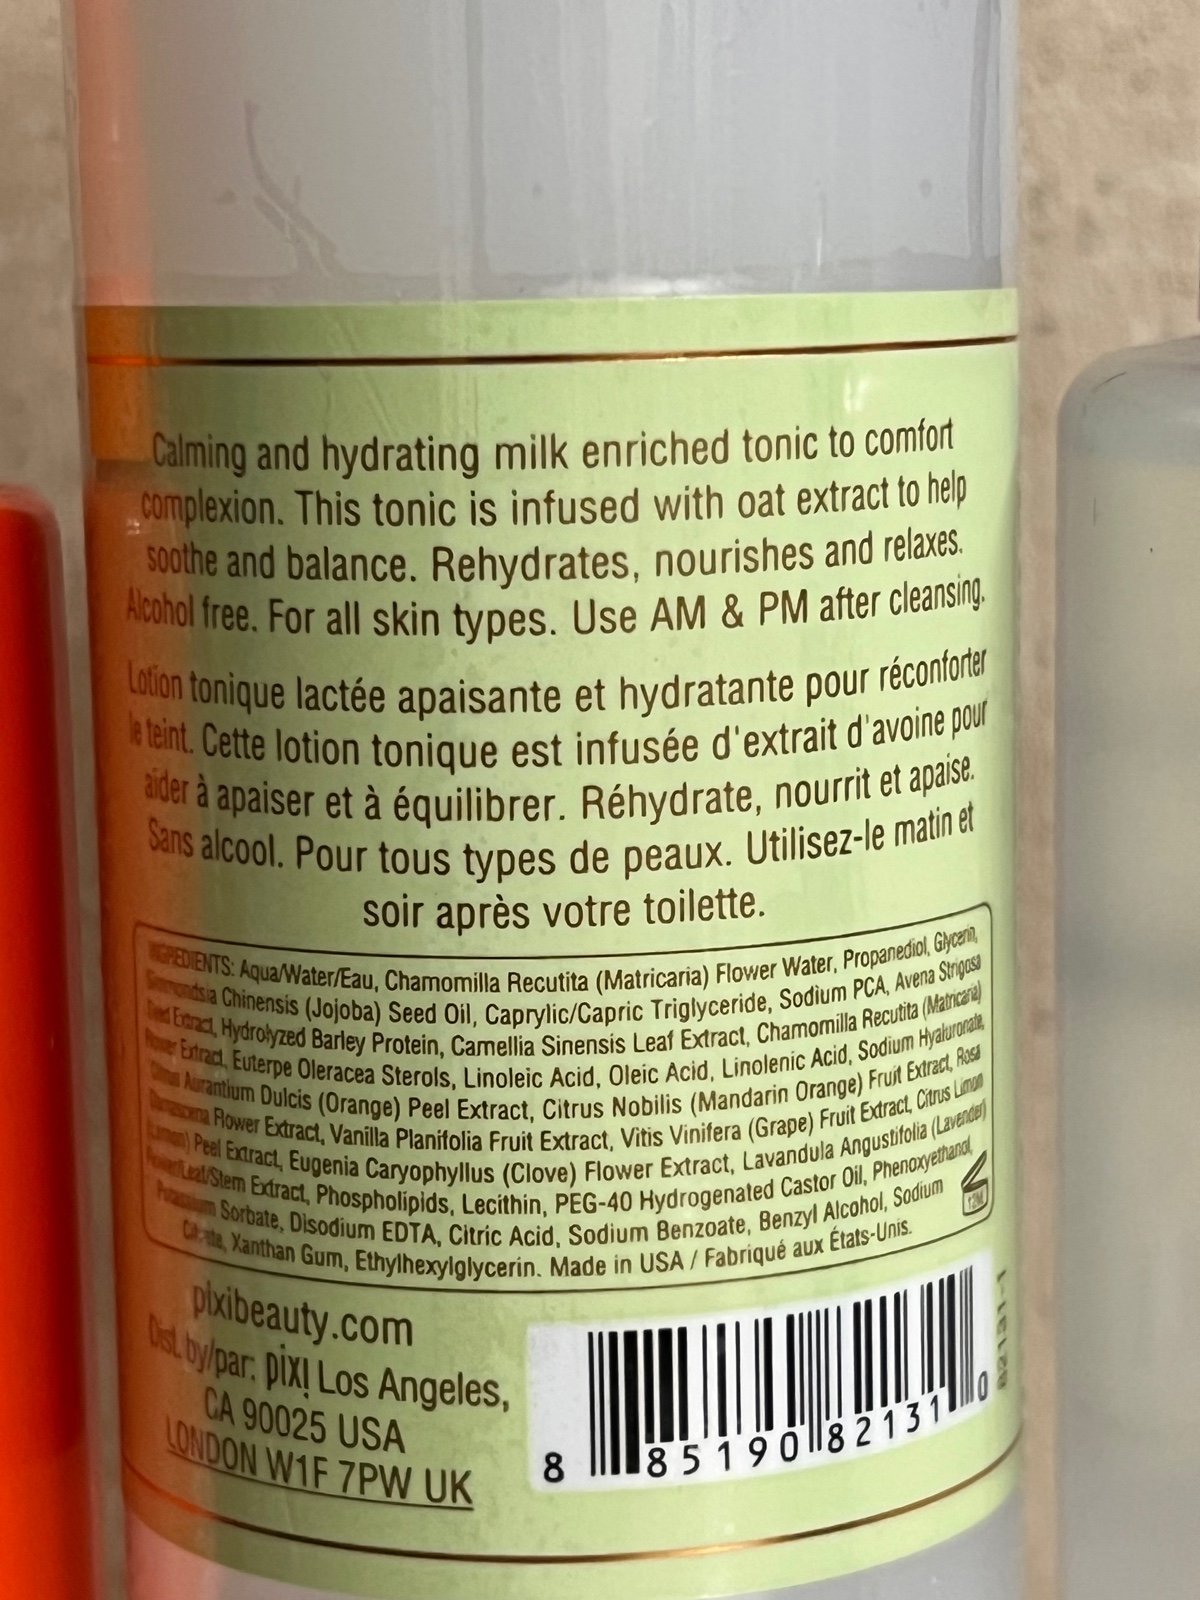 Calming and hydrating milk enriched tonic to comfort
complexion. This tonic is infused with oat extract to help
soothe and balance. Rehydrates, nourishes and relaxes.
Alcohol free. For all skin types. Use AM & PM after cleansing.
Lotion tonique lactée apaisante et hydratante pour réconforter
le teint. Cette lotion tonique est infusée d'extrait d'avoine pour
aider à apaiser et à équilibrer. Réhydrate, nourrit et apaise.
Sans alcool. Pour tous types de peaux. Utilisez-le matin et
soir après votre toilette.
INGREDIENTS: Aqua/Water/Eau, Chamomilla Recutita (Matricaria) Flower Water, Propanediol, Glycerin,
Simmondsia Chinensis (Jojoba) Seed Oil, Caprylic/Capric Triglyceride, Sodium PCA, Avena Strigosa
Seed Extract, Hydrolyzed Barley Protein, Camellia Sinensis Leaf Extract, Chamomilla Recutita (Matricaria)
Flower Extract, Euterpe Oleracea Sterols, Linoleic Acid, Oleic Acid, Linolenic Acid, Sodium Hyaluronate,
Citrus Aurantium Dulcis (Orange) Peel Extract, Citrus Nobilis (Mandarin Orange) Fruit Extract, Rosa
Damascena Flower Extract, Vanilla Planifolia Fruit Extract, Vitis Vinifera (Grape) Fruit Extract, Citrus Limon
(Lemon) Peel Extract, Eugenia Caryophyllus (Clove) Flower Extract, Lavandula Angustifolia (Lavender)
Flower/Leaf/Stem Extract, Phospholipids, Lecithin, PEG-40 Hydrogenated Castor Oil, Phenoxyethanol,
Potassium Sorbate, Disodium EDTA, Citric Acid, Sodium Benzoate, Benzyl Alcohol, Sodium
Citrate, Xanthan Gum, Ethylhexylglycerin. Made in USA / Fabriqué aux États-Unis.
12M
pixibeauty.com
Dist. by/par: pixi Los Angeles,
CA 90025 USA
LONDON W1F 7PW UK
8 85190 82131 0
82131-1